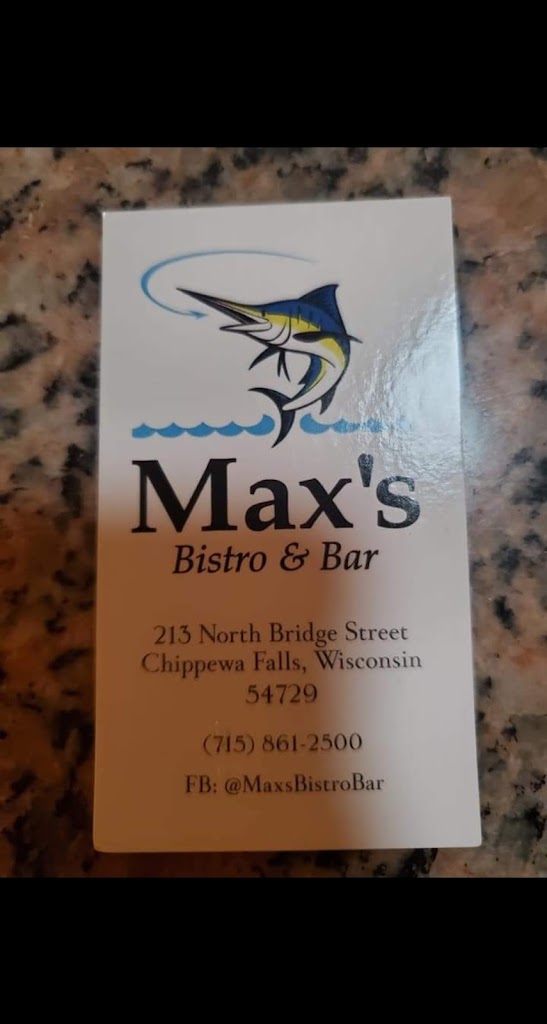 Max's
Bistro & Bar
213 North Bridge Street
Chippewa Falls, Wisconsin
54729
(715) 861-2500
FB: @MaxsBistroBar